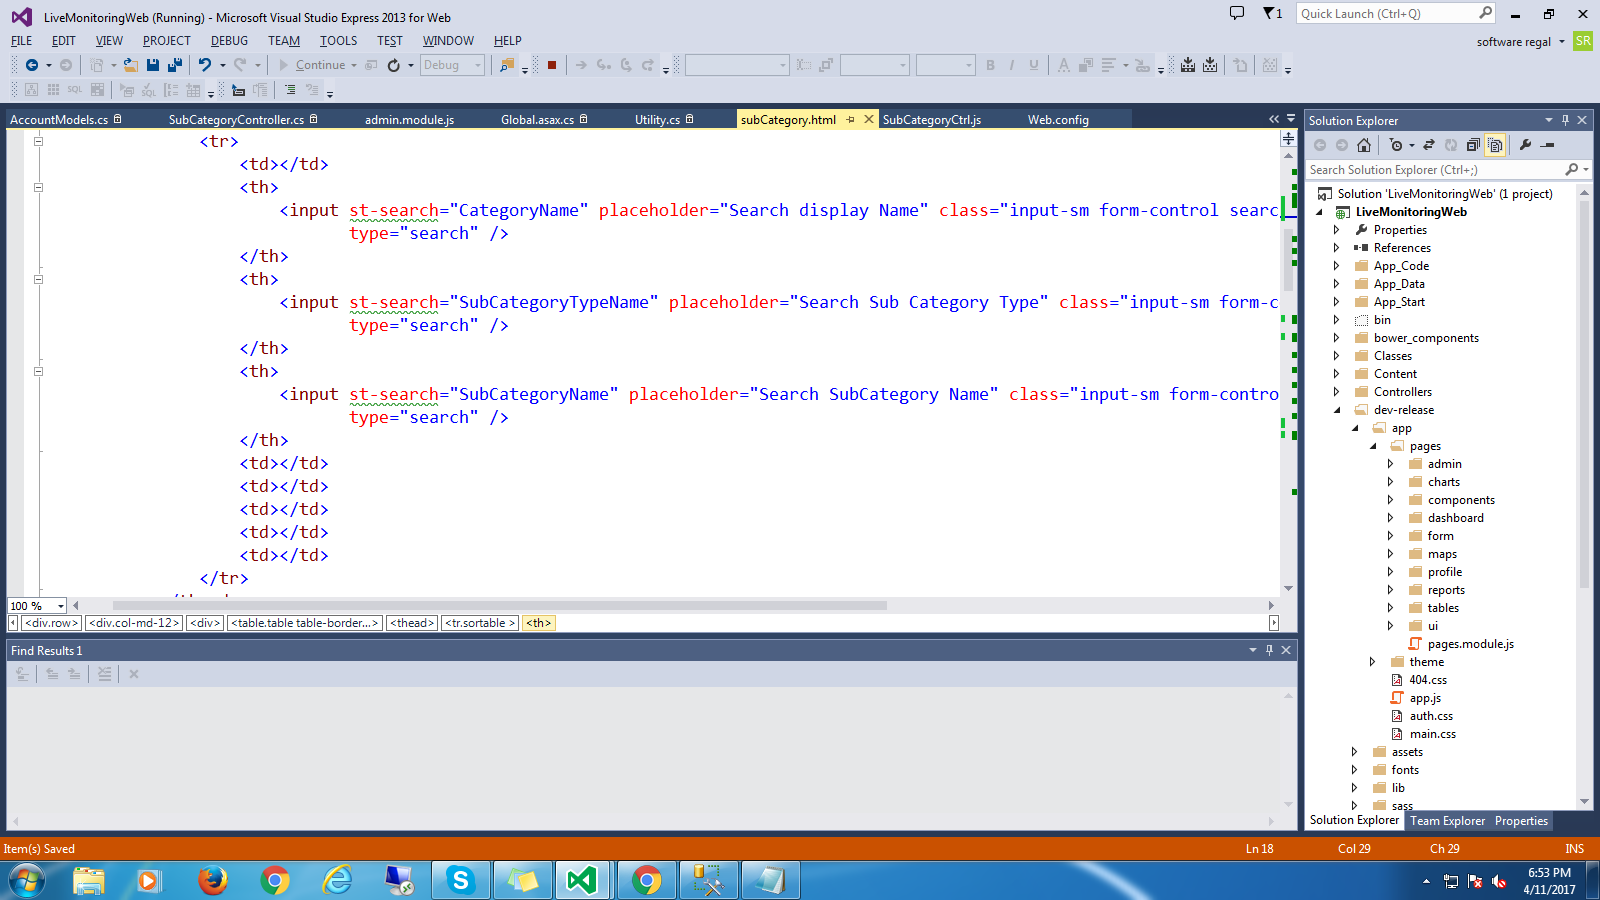 LiveMonitoringWeb (Running) - Microsoft Visual Studio Express 2013 for Web
1
Quick Launch (Ctrl+Q)
FILE EDIT VIEW PROJECT DEBUG TEAM TOOLS TEST WINDOW HELP
software regal SR
Continue Debug
B I U A
SQL SQL
AccountModels.cs SubCategoryController.cs admin.module.js Global.asax.cs Utility.cs subCategory.html SubCategoryCtrl.js Web.config
<tr>
<td></td>
<th>
<input st-search="CategoryName" placeholder="Search display Name" class="input-sm form-control searc
type="search" />
</th>
<th>
<input st-search="SubCategoryTypeName" placeholder="Search Sub Category Type" class="input-sm form-c
type="search" />
</th>
<th>
<input st-search="SubCategoryName" placeholder="Search SubCategory Name" class="input-sm form-contro
type="search" />
</th>
<td></td>
<td></td>
<td></td>
<td></td>
<td></td>
</tr>
100 %
<div.row> <div.col-md-12> <div> <table.table table-border...> <thead> <tr.sortable > <th>
Find Results 1
Solution Explorer
Search Solution Explorer (Ctrl+;)
Solution 'LiveMonitoringWeb' (1 project)
LiveMonitoringWeb
Properties
References
App_Code
App_Data
App_Start
bin
bower_components
Classes
Content
Controllers
dev-release
app
pages
admin
charts
components
dashboard
form
maps
profile
reports
tables
ui
pages.module.js
theme
404.css
app.js
auth.css
main.css
assets
fonts
lib
sass
Solution Explorer Team Explorer Properties
Item(s) Saved Ln 18 Col 29 Ch 29 INS
6:53 PM
4/11/2017